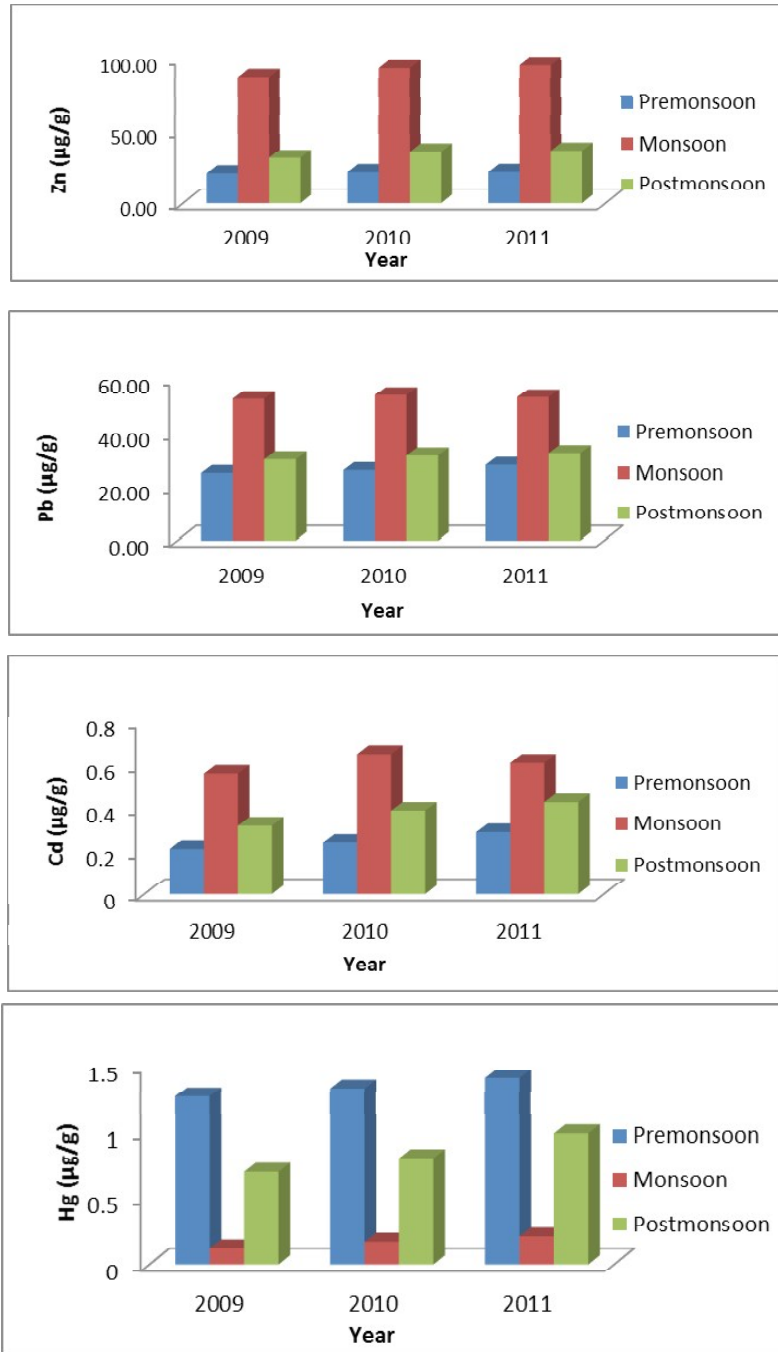 100.00
50.00
0.00
Zn (µg/g)
2009
2010
2011
Year
Premonsoon
Monsoon
Postmonsoon
60.00
40.00
20.00
0.00
Pb (µg/g)
2009
2010
2011
Year
Premonsoon
Monsoon
Postmonsoon
0.8
0.6
0.4
0.2
0
Cd (µg/g)
2009
2010
2011
Year
Premonsoon
Monsoon
Postmonsoon
1.5
1
0.5
0
Hg (µg/g)
2009
2010
2011
Year
Premonsoon
Monsoon
Postmonsoon